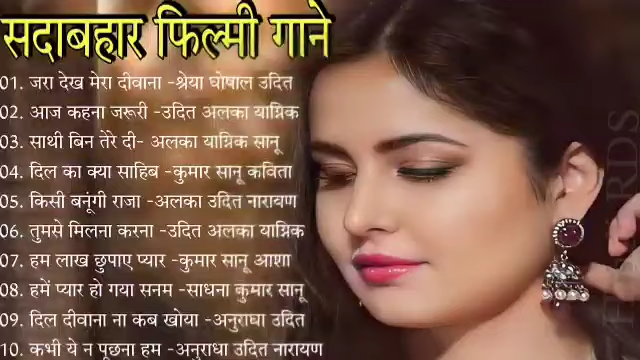 सदाबहार फिल्मी गाने
01. जरा देख मेरा दीवाना -श्रेया घोषाल उदित
02. आज कहना जरूरी -उदित अलका याग्निक
03. साथी बिन तेरे दी- अलका याग्निक सानू
04. दिल का क्या साहिब -कुमार सानू कविता
05. किसी बनूंगी राजा -अलका उदित नारायण
06. तुमसे मिलना करना -उदित अलका याग्निक
07. हम लाख छुपाए प्यार -कुमार सानू आशा
08. हमें प्यार हो गया सनम -साधना कुमार सानू
09. दिल दीवाना ना कब खोया -अनुराधा उदित
10. कभी ये न पूछना हम -अनुराधा उदित नारायण